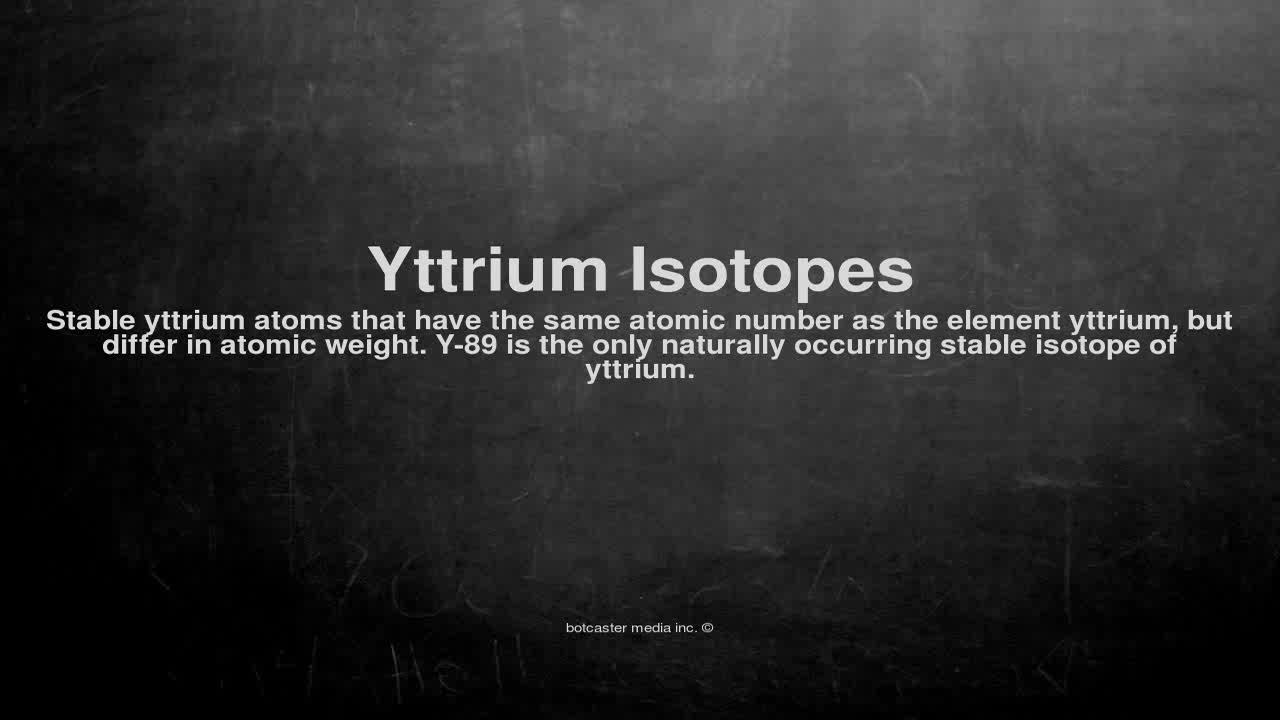 Yttrium Isotopes
Stable yttrium atoms that have the same atomic number as the element yttrium, but
differ in atomic weight. Y-89 is the only naturally occurring stable isotope of
yttrium.
botcaster media inc. ©